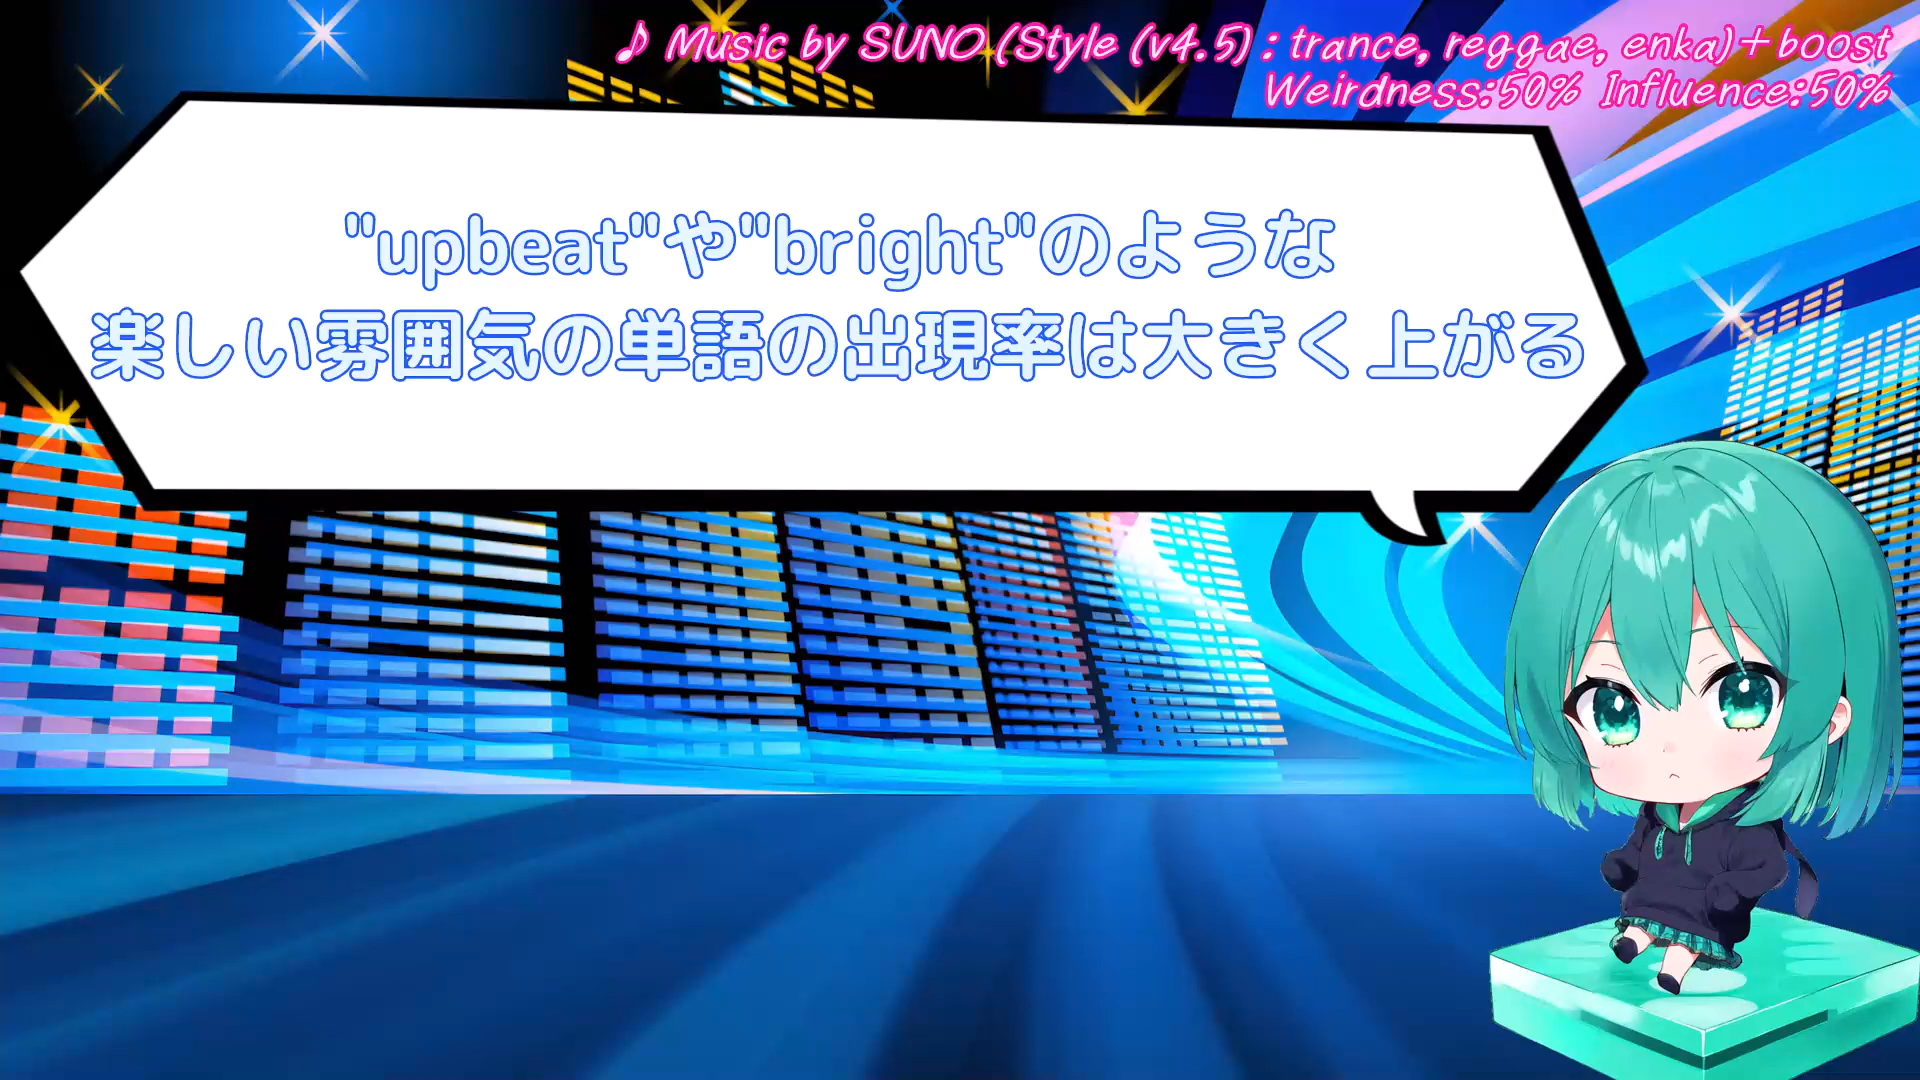 ♪ Music by SUNO (Style (v4.5) : trance, reggae, enka)+boost
Weirdness:50% Influence:50%
"upbeat"や"bright"のような
楽しい雰囲気の単語の出現率は大きく上がる